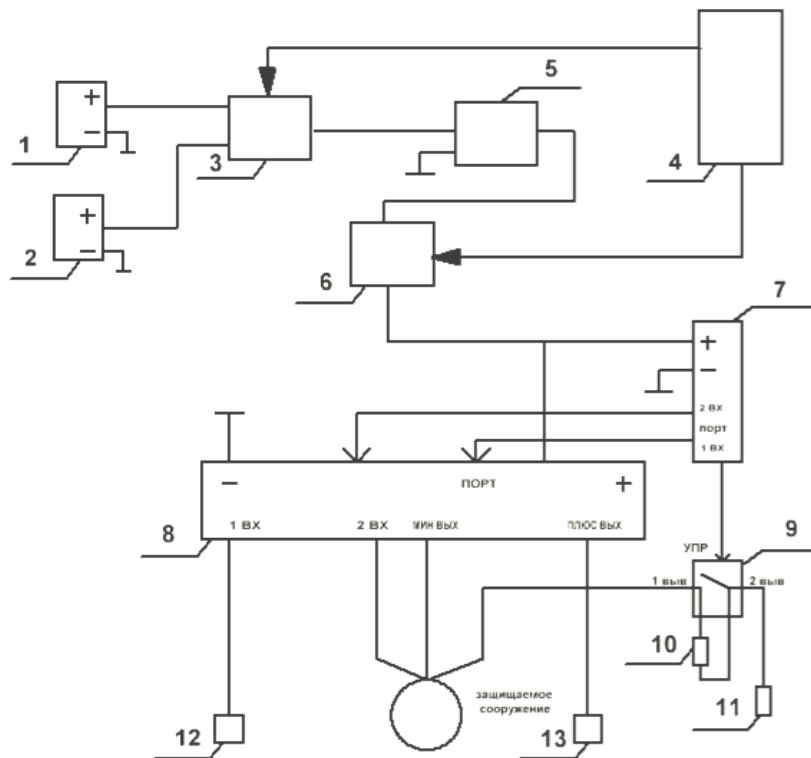 5
+
−
1
3
4
+
−
2
6
7
+
−
2 ВХ
порт
1 ВХ
−
ПОРТ
+
1 ВХ
2 ВХ
МИН ВЫХ
ПЛЮС ВЫХ
8
УПР
9
1 выв
2 выв
10
защищаемое
сооружение
11
12
13